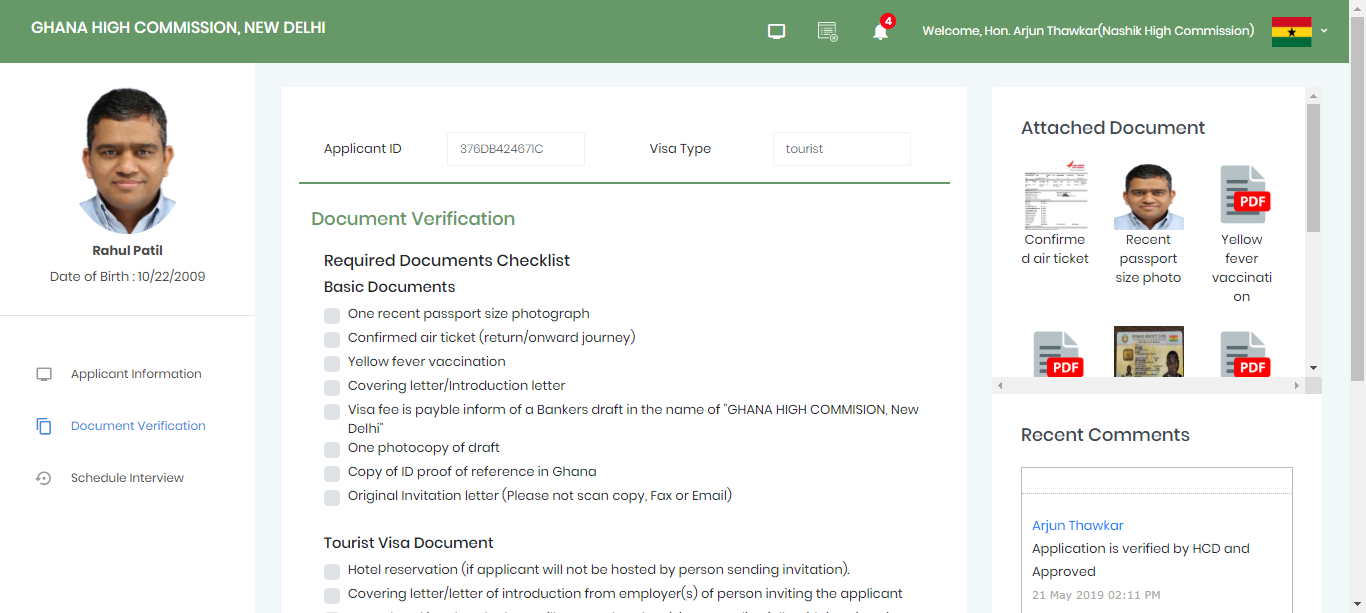 GHANA HIGH COMMISSION, NEW DELHI
4
Welcome, Hon. Arjun Thawkar(Nashik High Commission)
Rahul Patil
Date of Birth : 10/22/2009
Applicant Information
Document Verification
Schedule Interview
Applicant ID
376DB424671C
Visa Type
tourist
Document Verification
Required Documents Checklist
Basic Documents
One recent passport size photograph
Confirmed air ticket (return/onward journey)
Yellow fever vaccination
Covering letter/Introduction letter
Visa fee is payble inform of a Bankers draft in the name of "GHANA HIGH COMMISION, New
Delhi"
One photocopy of draft
Copy of ID proof of reference in Ghana
Original Invitation letter (Please not scan copy, Fax or Email)
Tourist Visa Document
Hotel reservation (if applicant will not be hosted by person sending invitation).
Covering letter/letter of introduction from employer(s) of person inviting the applicant
Attached Document
PDF
Confirme
d air ticket
Recent
passport
size photo
Yellow
fever
vaccinati
on
PDF
PDF
Recent Comments
Arjun Thawkar
Application is verified by HCD and
Approved
21 May 2019 02:11 PM